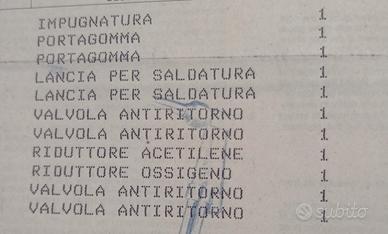 IMPUGNATURA 1
PORTAGOMMA 1
PORTAGOMMA 1
LANCIA PER SALDATURA 1
LANCIA PER SALDATURA 1
VALVOLA ANTIRITORNO 1
VALVOLA ANTIRITORNO 1
RIDUTTORE ACETILENE 1
RIDUTTORE OSSIGENO 1
VALVOLA ANTIRITORNO 1
VALVOLA ANTIRITORNO 1
subito